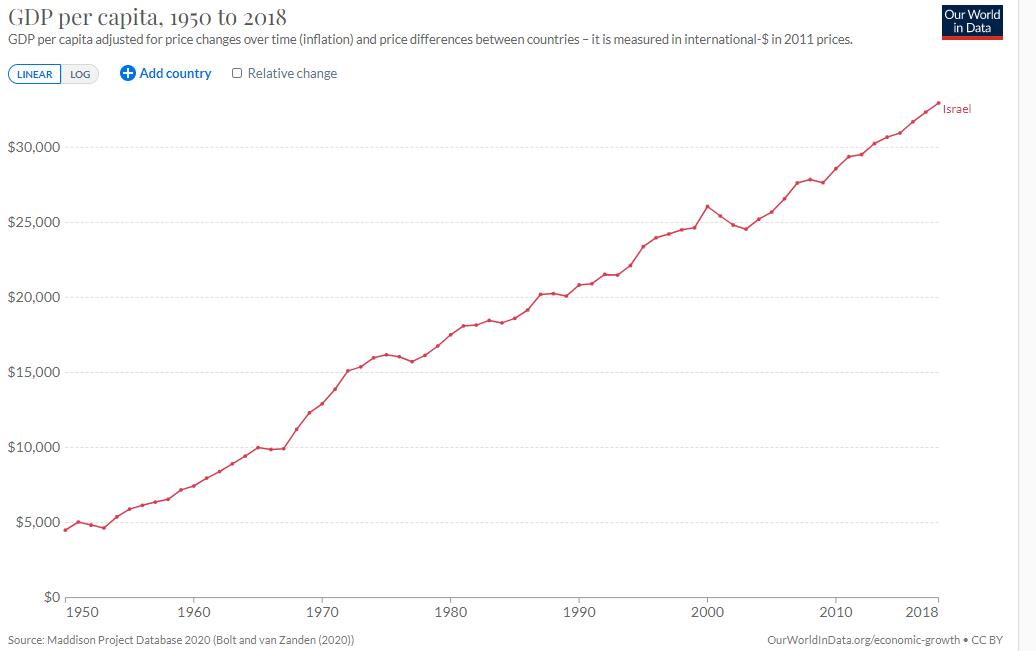 GDP per capita, 1950 to 2018
Our World
in Data
GDP per capita adjusted for price changes over time (inflation) and price differences between countries – it is measured in international-$ in 2011 prices.
LINEAR LOG + Add country Relative change
Israel
$30,000
$25,000
$20,000
$15,000
$10,000
$5,000
$0
1950 1960 1970 1980 1990 2000 2010 2018
Source: Maddison Project Database 2020 (Bolt and van Zanden (2020)) OurWorldInData.org/economic-growth • CC BY